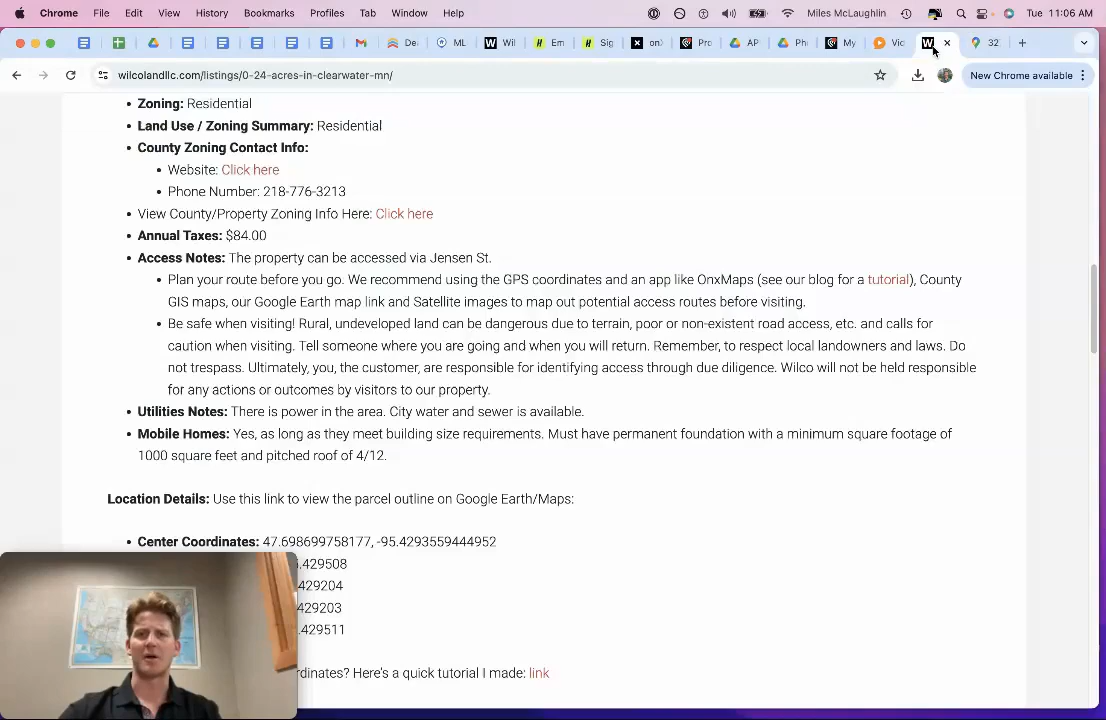 Chrome File Edit View History Bookmarks Profiles Tab Window Help Miles McLaughlin Tue 11:06 AM
Dea ML Wil Em Sig onX Pro AP Pho My Vic 32
wilcolandllc.com/listings/0-24-acres-in-clearwater-mn/ New Chrome available
Zoning: Residential
Land Use / Zoning Summary: Residential
County Zoning Contact Info:
Website: Click here
Phone Number: 218-776-3213
View County/Property Zoning Info Here: Click here
Annual Taxes: $84.00
Access Notes: The property can be accessed via Jensen St.
Plan your route before you go. We recommend using the GPS coordinates and an app like OnxMaps (see our blog for a tutorial), County
GIS maps, our Google Earth map link and Satellite images to map out potential access routes before visiting.
Be safe when visiting! Rural, undeveloped land can be dangerous due to terrain, poor or non-existent road access, etc. and calls for
caution when visiting. Tell someone where you are going and when you will return. Remember, to respect local landowners and laws. Do
not trespass. Ultimately, you, the customer, are responsible for identifying access through due diligence. Wilco will not be held responsible
for any actions or outcomes by visitors to our property.
Utilities Notes: There is power in the area. City water and sewer is available.
Mobile Homes: Yes, as long as they meet building size requirements. Must have permanent foundation with a minimum square footage of
1000 square feet and pitched roof of 4/12.
Location Details: Use this link to view the parcel outline on Google Earth/Maps:
Center Coordinates: 47.698699758177, -95.4293559444952
.429508
429204
429203
.429511
rdinates? Here's a quick tutorial I made: link